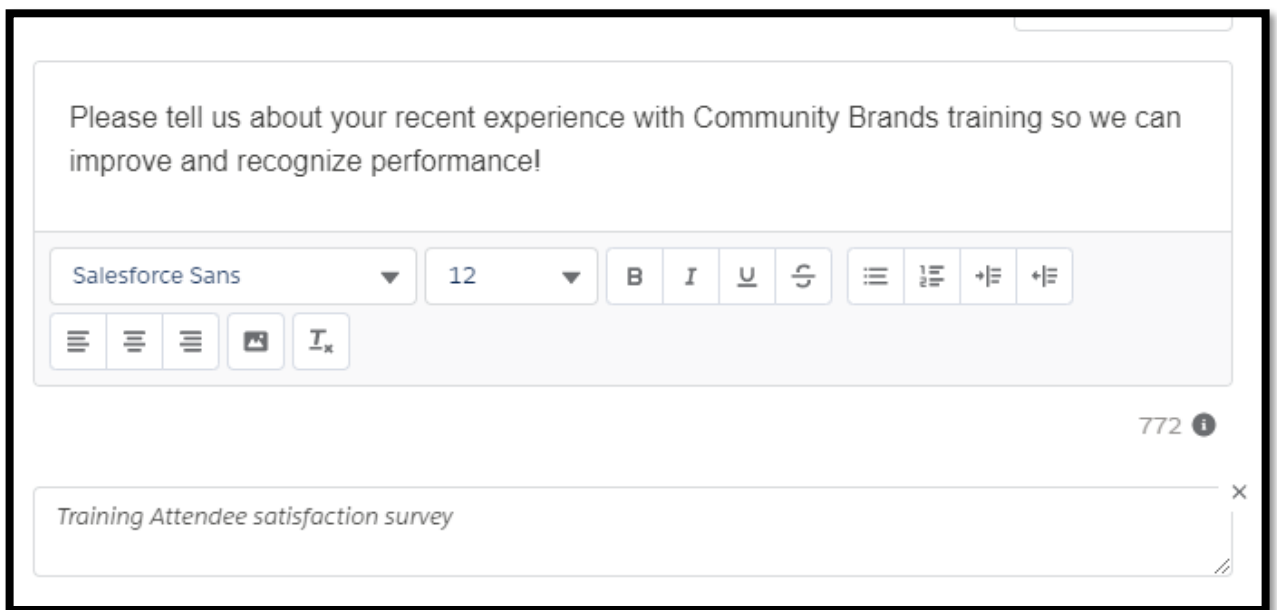 Please tell us about your recent experience with Community Brands training so we can
improve and recognize performance!
Salesforce Sans 12 B I U S
772
Training Attendee satisfaction survey